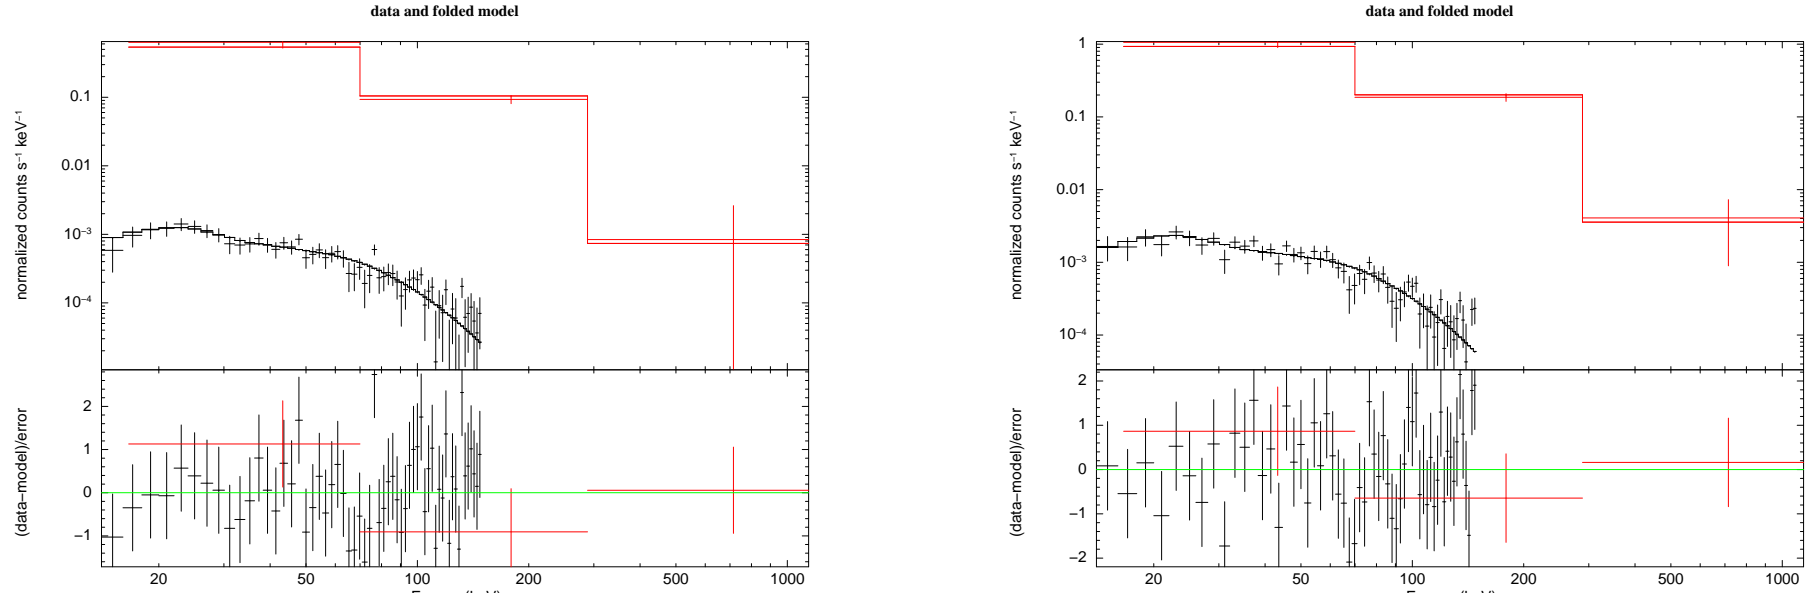 data and folded model
normalized counts s⁻¹ keV⁻¹
0.1
0.01
10⁻³
10⁻⁴
(data−model)/error
2
1
0
−1
20 50 100 200 500 1000
data and folded model
normalized counts s⁻¹ keV⁻¹
1
0.1
0.01
10⁻³
10⁻⁴
(data−model)/error
2
1
0
−1
−2
20 50 100 200 500 1000